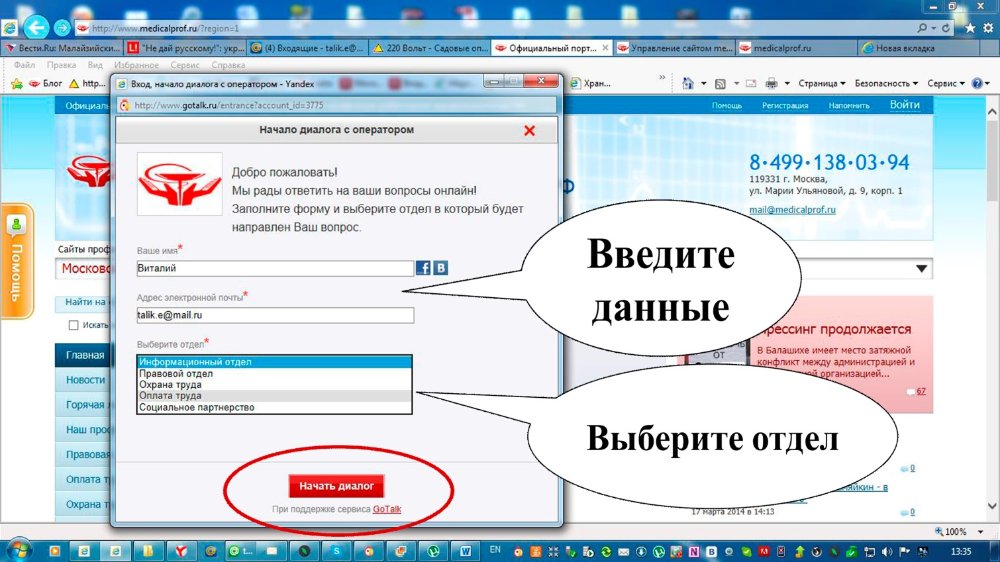 http://www.medicalprof.ru/?region=1
Вести.Ru: Малайзийски...
"Не дай русскому!": укр...
(4) Входящие - talik.e@...
220 Вольт - Садовые оп...
Официальный порт...
Управление сайтом me...
medicalprof.ru
Новая вкладка
Файл Правка Вид Избранное Сервис Справка
Блог http...
Хран...
Страница Безопасность Сервис
Вход, начало диалога с оператором - Yandex
http://www.gotalk.ru/entrance?account_id=3775
Официаль
Помощь Регистрация Напомнить Войти
Начало диалога с оператором
Добро пожаловать!
Мы рады ответить на ваши вопросы онлайн!
Заполните форму и выберите отдел в который будет
направлен Ваш вопрос.
8·499·138·03·94
119331 г. Москва,
ул. Марии Ульяновой, д. 9, корп. 1
mail@medicalprof.ru
Ф
Помощь
Сайты проф
Московс
Найти на
Искать
Ваше имя*
Виталий
Адрес электронной почты*
talik.e@mail.ru
Выберите отдел*
Информационный отдел
Правовой отдел
Охрана труда
Оплата труда
Социальное партнерство
Введите
данные
Выберите отдел
рессинг продолжается
В Балашихе имеет место затяжной
конфликт между администрацией и
ой организацией...
ОТ
67
Главная
Новости
Горячая
Наш про
Правовая
Оплата т
Охрана т
Начать диалог
При поддержке сервиса GoTalk
0
мяйкин - в
17 марта 2014 в 14:13
0
100%
EN
13:35